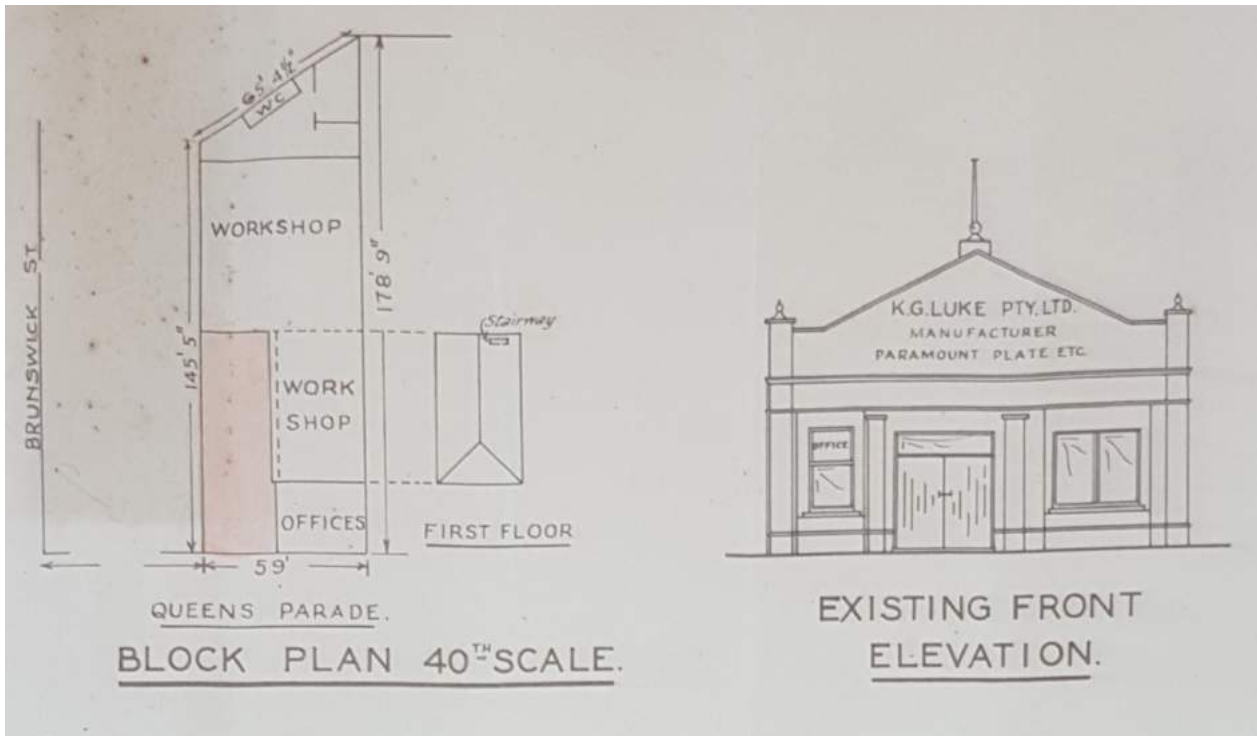 65' 4½"
WC
WORKSHOP
BRUNSWICK ST
145' 5"
178' 9"
Stairway
WORK
SHOP
OFFICES
FIRST FLOOR
59'
QUEENS PARADE.
BLOCK PLAN 40TH SCALE.
K.G.LUKE PTY, LTD.
MANUFACTURER
PARAMOUNT PLATE ETC.
OFFICE
EXISTING FRONT
ELEVATION.